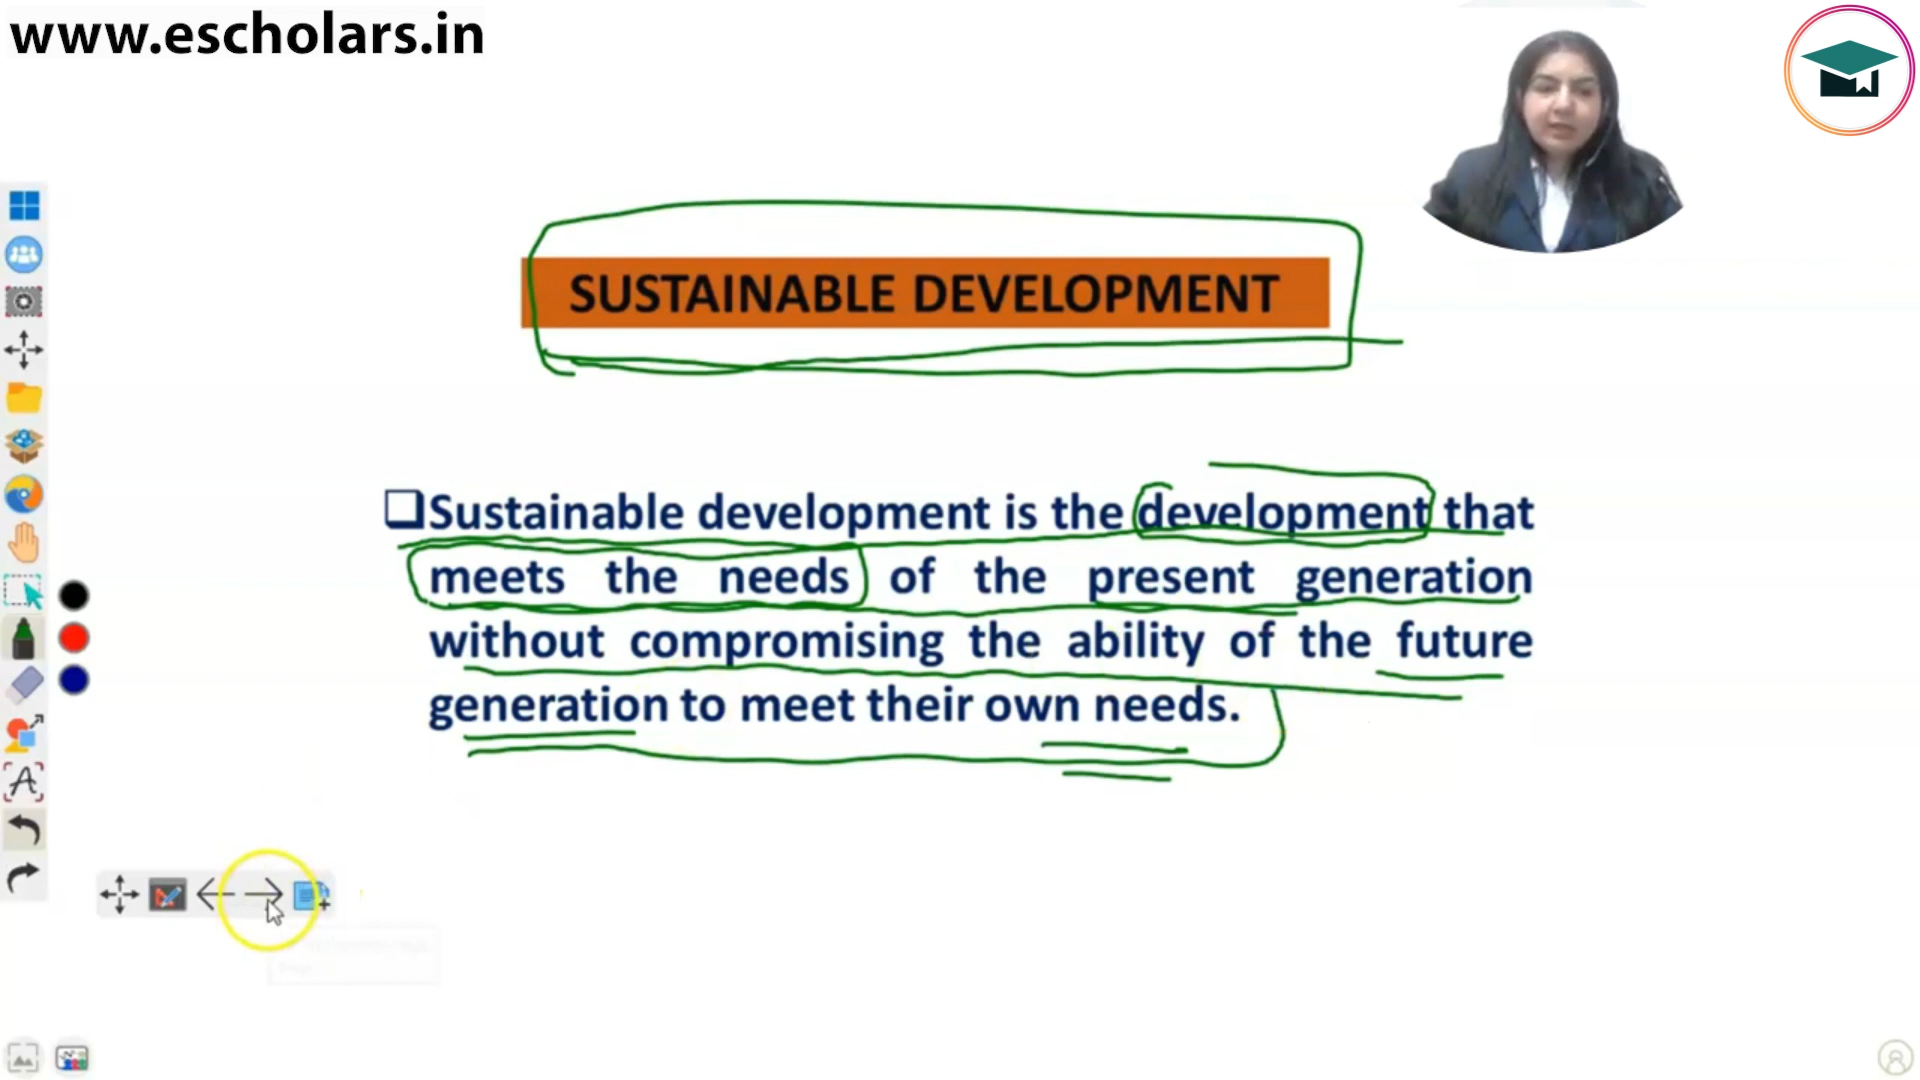 www.escholars.in
SUSTAINABLE DEVELOPMENT
Sustainable development is the development that
meets the needs of the present generation
without compromising the ability of the future
generation to meet their own needs.